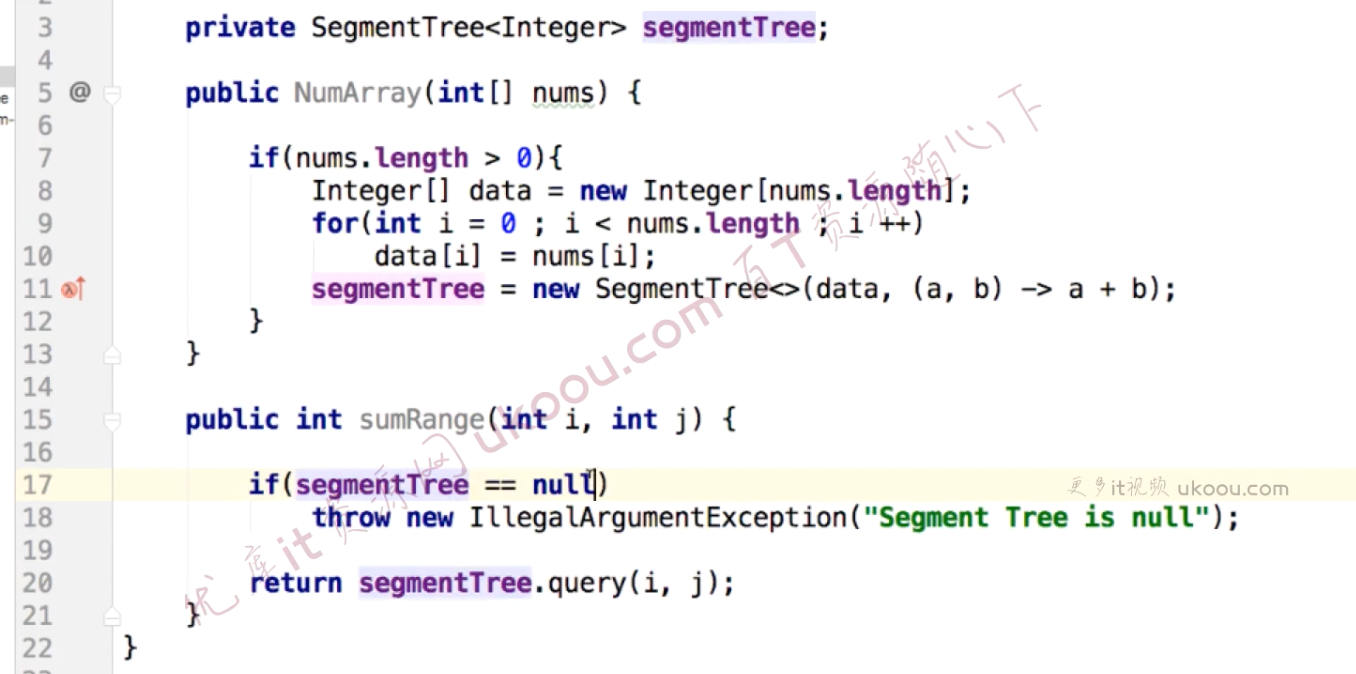 3 private SegmentTree<Integer> segmentTree;
4
5 @ public NumArray(int[] nums) {
6
7 if(nums.length > 0){
8 Integer[] data = new Integer[nums.length];
9 for(int i = 0 ; i < nums.length ; i ++)
10 data[i] = nums[i];
11 segmentTree = new SegmentTree<>(data, (a, b) -> a + b);
12 }
13 }
14
15 public int sumRange(int i, int j) {
16
17 if(segmentTree == null)
18 throw new IllegalArgumentException("Segment Tree is null");
19
20 return segmentTree.query(i, j);
21 }
22 }
优库it资源网 ukoou.com 百T资源随心下
更多it视频 ukoou.com